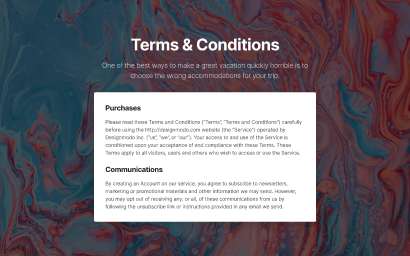 Terms & Conditions
One of the best ways to make a great vacation quickly horrible is to
choose the wrong accommodations for your trip.
Purchases
Please read these Terms and Conditions ("Terms", "Terms and Conditions") carefully
before using the http://designmodo.com website (the "Service") operated by
Designmodo Inc. ("us", "we", or "our"). Your access to and use of the Service is
conditioned upon your acceptance of and compliance with these Terms. These
Terms apply to all visitors, users and others who wish to access or use the Service.
Communications
By creating an Account on our service, you agree to subscribe to newsletters,
marketing or promotional materials and other information we may send. However,
you may opt out of receiving any, or all, of these communications from us by
following the unsubscribe link or instructions provided in any email we send.